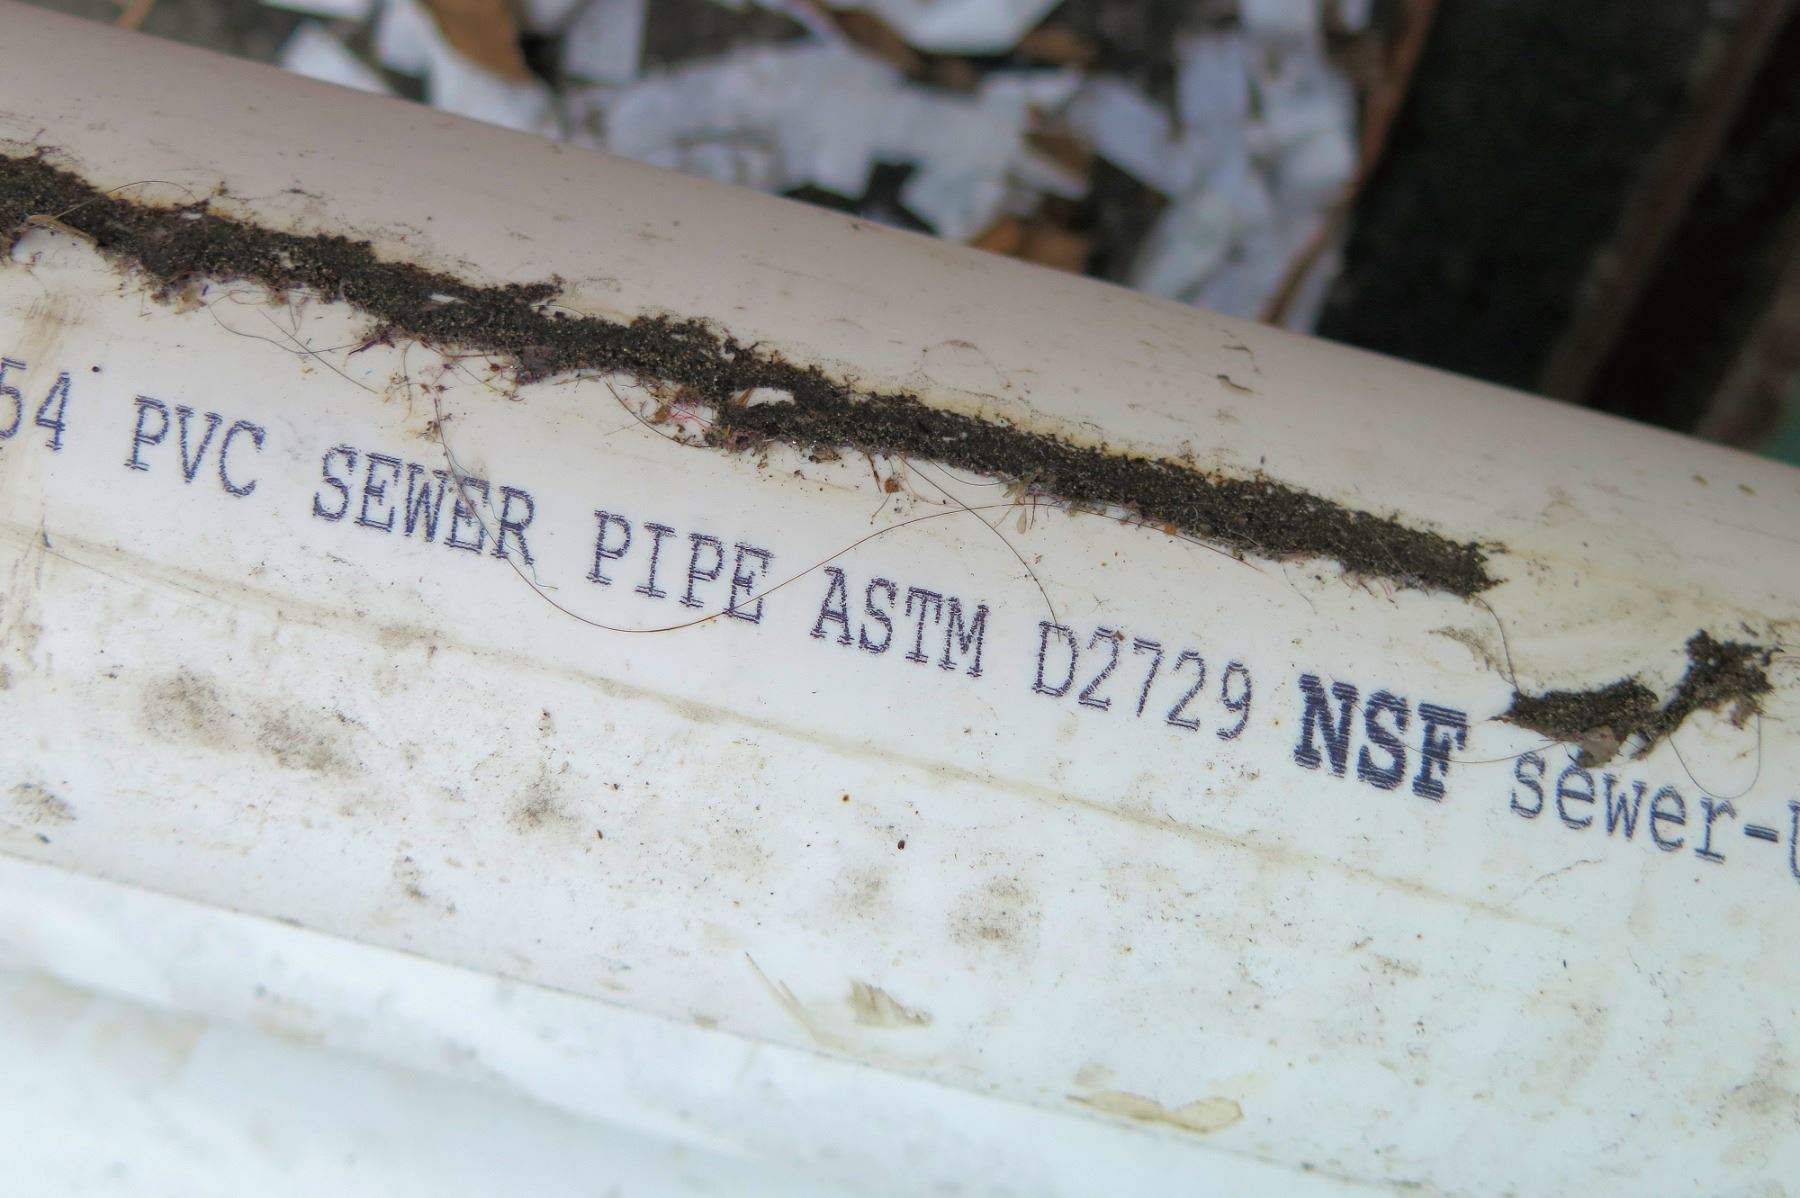 54 PVC SEWER PIPE ASTM D2729 NSF sewer-